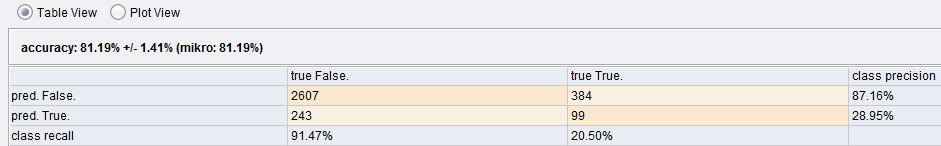 Table View Plot View
accuracy: 81.19% +/- 1.41% (mikro: 81.19%)
true False. true True. class precision
pred. False. 2607 384 87.16%
pred. True. 243 99 28.95%
class recall 91.47% 20.50%